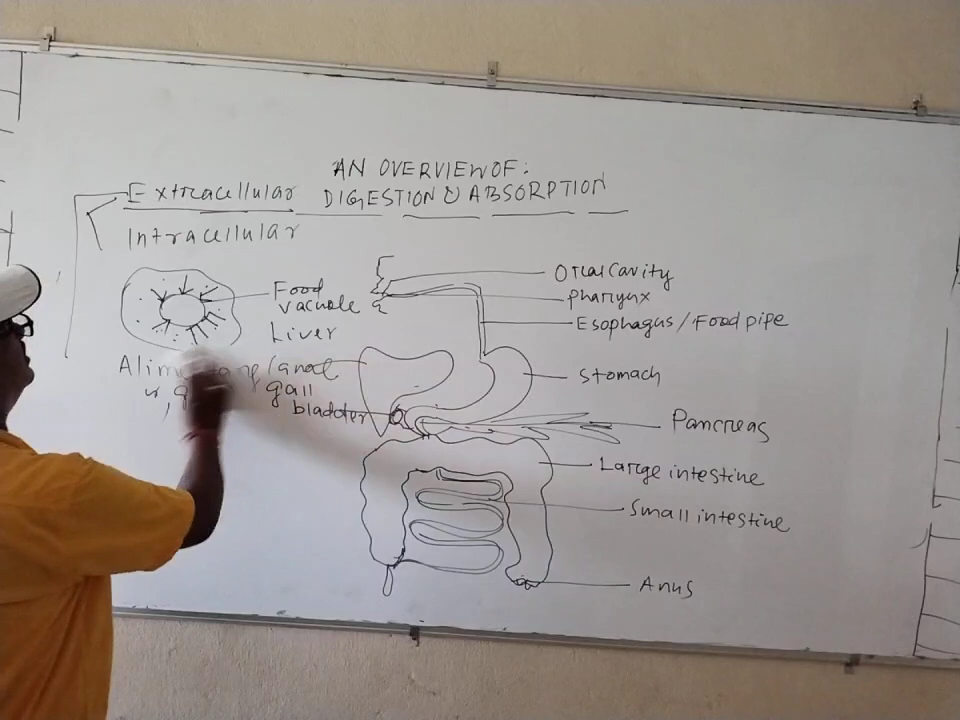 AN OVERVIEW OF:
DIGESTION & ABSORPTION
Extracellular
Intracellular
Food
vacuole
Liver
Alimentary Canal
gall
bladder
Oral cavity
Pharynx
Esophagus/Food pipe
Stomach
Pancreas
Large intestine
Small intestine
Anus